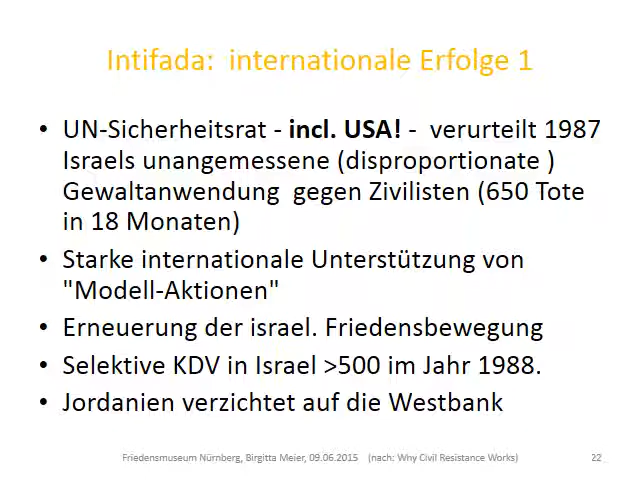 Intifada:  internationale Erfolge 1
• UN-Sicherheitsrat - incl. USA! -  verurteilt 1987
Israels unangemessene (disproportionate )
Gewaltanwendung  gegen Zivilisten (650 Tote
in 18 Monaten)
• Starke internationale Unterstützung von
"Modell-Aktionen"
• Erneuerung der israel. Friedensbewegung
• Selektive KDV in Israel >500 im Jahr 1988.
• Jordanien verzichtet auf die Westbank
Friedensmuseum Nürnberg, Birgitta Meier, 09.06.2015    (nach: Why Civil Resistance Works)
22